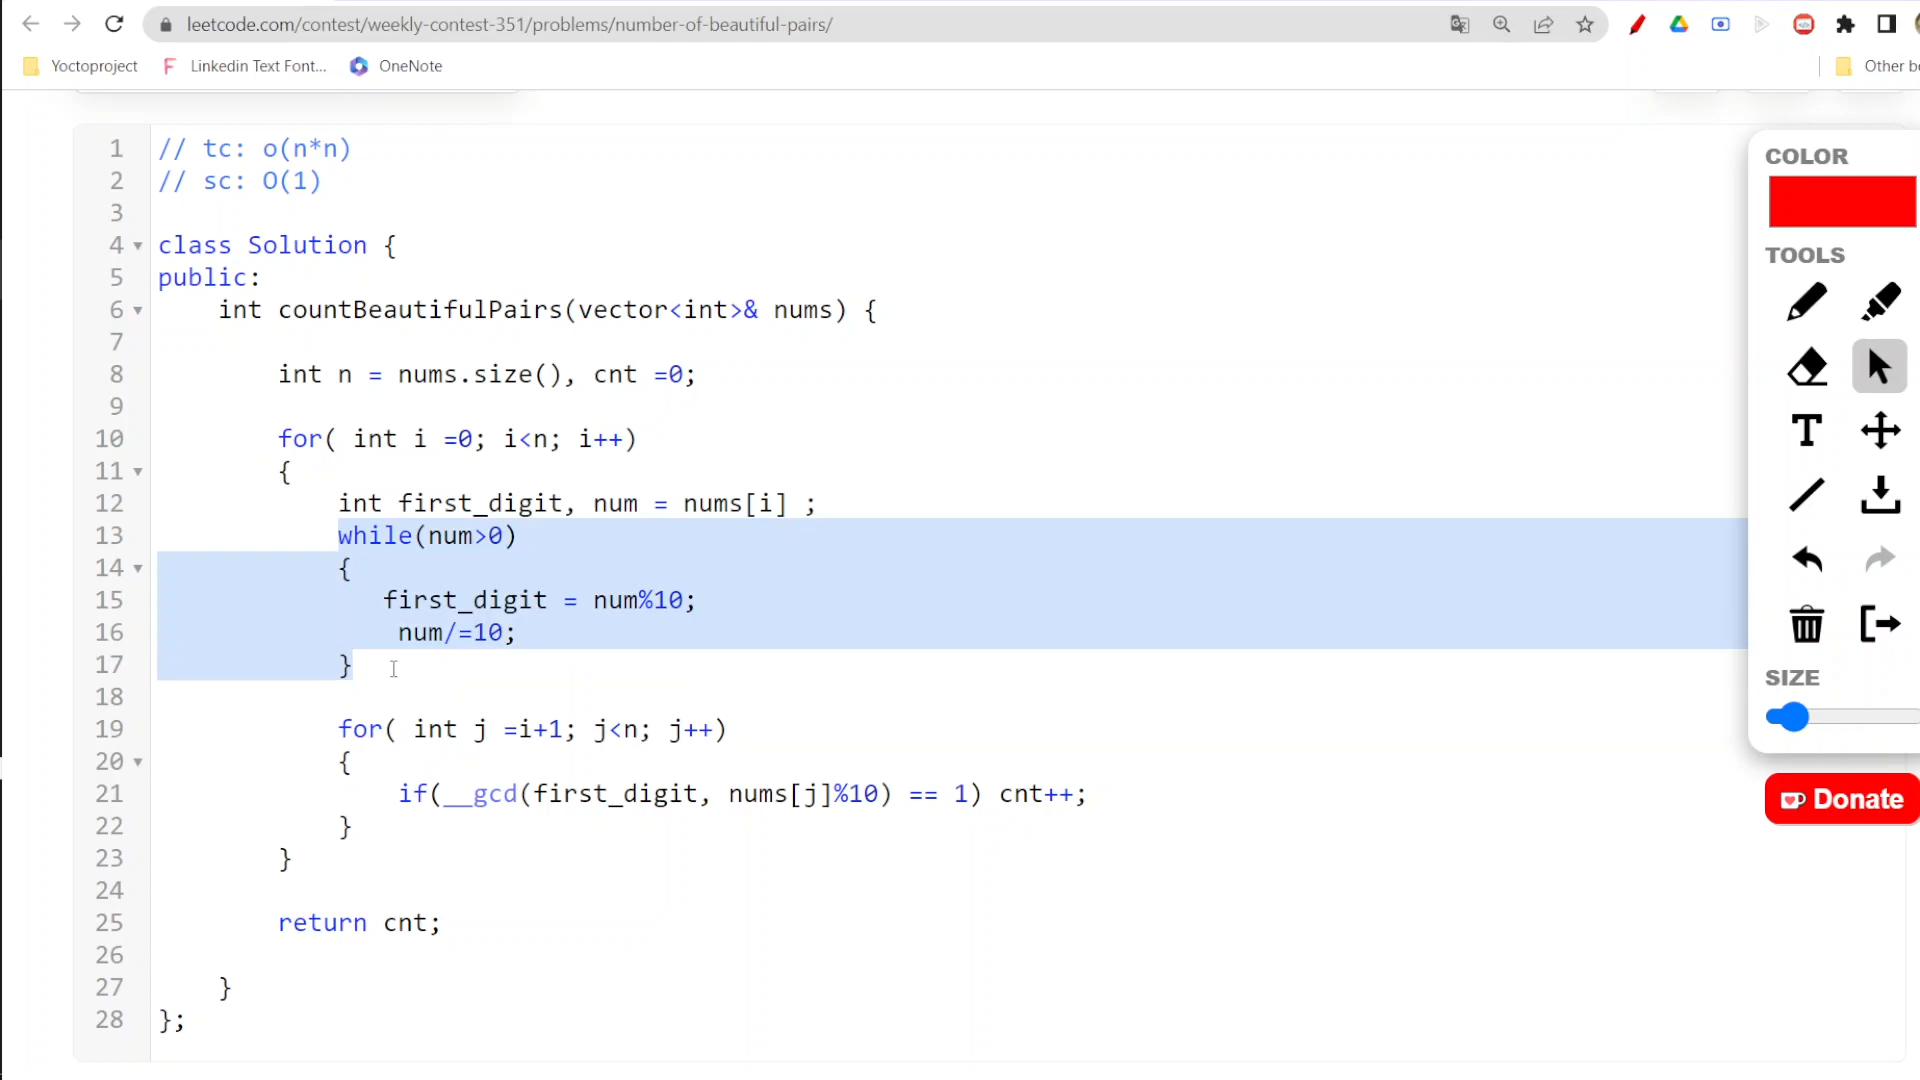 leetcode.com/contest/weekly-contest-351/problems/number-of-beautiful-pairs/
Yoctoproject
Linkedin Text Font...
OneNote
Other bo
1 // tc: o(n*n)
2 // sc: O(1)
3
4 class Solution {
5 public:
6 int countBeautifulPairs(vector<int>& nums) {
7
8 int n = nums.size(), cnt =0;
9
10 for( int i =0; i<n; i++)
11 {
12 int first_digit, num = nums[i] ;
13 while(num>0)
14 {
15 first_digit = num%10;
16 num/=10;
17 }
18
19 for( int j =i+1; j<n; j++)
20 {
21 if(__gcd(first_digit, nums[j]%10) == 1) cnt++;
22 }
23 }
24
25 return cnt;
26
27 }
28 };
COLOR
TOOLS
T
SIZE
Donate